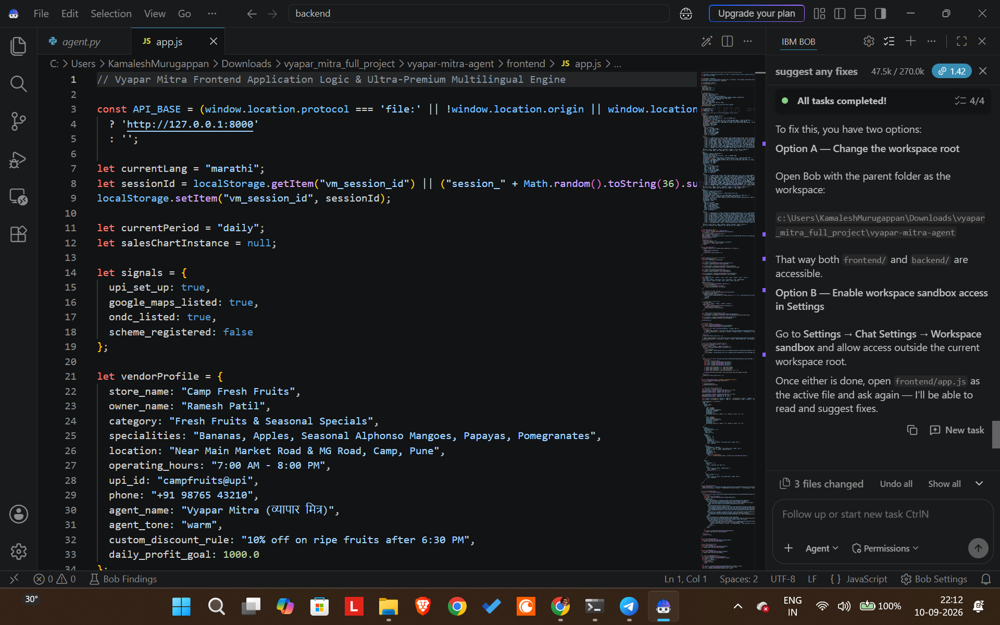 File Edit Selection View Go ···
backend
Upgrade your plan
agent.py
JS app.js
C: > Users > KamaleshMurugappan > Downloads > vyapar_mitra_full_project > vyapar-mitra-agent > frontend > JS app.js > ...
1 // Vyapar Mitra Frontend Application Logic & Ultra-Premium Multilingual Engine
2
3 const API_BASE = (window.location.protocol === 'file:' || !window.location.origin || window.location
4 ? 'http://127.0.0.1:8000'
5 : '';
6
7 let currentLang = "marathi";
8 let sessionId = localStorage.getItem("vm_session_id") || ("session_" + Math.random().toString(36).su
9 localStorage.setItem("vm_session_id", sessionId);
10
11 let currentPeriod = "daily";
12 let salesChartInstance = null;
13
14 let signals = {
15 upi_set_up: true,
16 google_maps_listed: true,
17 ondc_listed: true,
18 scheme_registered: false
19 };
20
21 let vendorProfile = {
22 store_name: "Camp Fresh Fruits",
23 owner_name: "Ramesh Patil",
24 category: "Fresh Fruits & Seasonal Specials",
25 specialities: "Bananas, Apples, Seasonal Alphonso Mangoes, Papayas, Pomegranates",
26 location: "Near Main Market Road & MG Road, Camp, Pune",
27 operating_hours: "7:00 AM - 8:00 PM",
28 upi_id: "campfruits@upi",
29 phone: "+91 98765 43210",
30 agent_name: "Vyapar Mitra (व्यापार मित्र)",
31 agent_tone: "warm",
32 custom_discount_rule: "10% off on ripe fruits after 6:30 PM",
33 daily_profit_goal: 1000.0
34 };
IBM BOB
suggest any fixes 47.5k / 270.0k 1.42
All tasks completed! 4/4
To fix this, you have two options:
Option A — Change the workspace root
Open Bob with the parent folder as the
workspace:
c:\Users\KamaleshMurugappan\Downloads\vyapar
_mitra_full_project\vyapar-mitra-agent
That way both frontend/ and backend/ are
accessible.
Option B — Enable workspace sandbox access
in Settings
Go to Settings → Chat Settings → Workspace
sandbox and allow access outside the current
workspace root.
Once either is done, open frontend/app.js as
the active file and ask again — I'll be able to
read and suggest fixes.
New task
3 files changed Undo all Show all
Follow up or start new task CtrlN
Agent Permissions
0 0 Bob Findings
Ln 1, Col 1 Spaces: 2 UTF-8 LF { } JavaScript Bob Settings
30°
L
ENG
IN
100%
22:12
10-09-2026